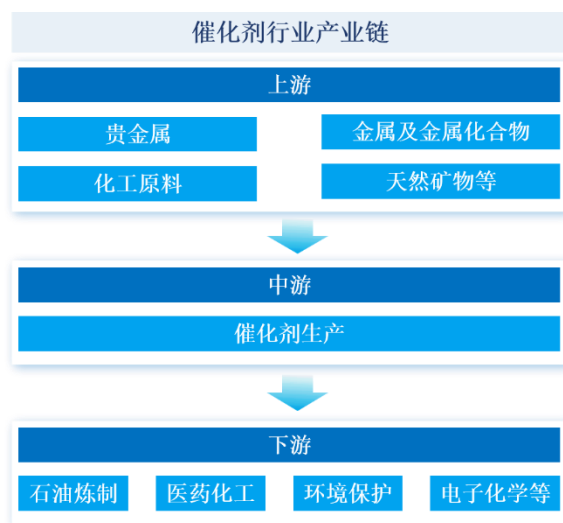 催化剂行业产业链
上游
贵金属
金属及金属化合物
化工原料
天然矿物等
中游
催化剂生产
下游
石油炼制
医药化工
环境保护
电子化学等